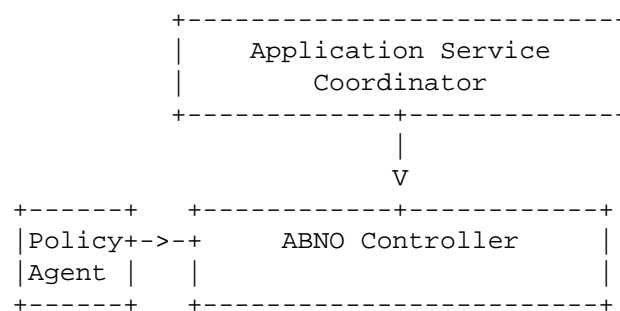 Application Service
Coordinator
Policy ABNO Controller
Agent